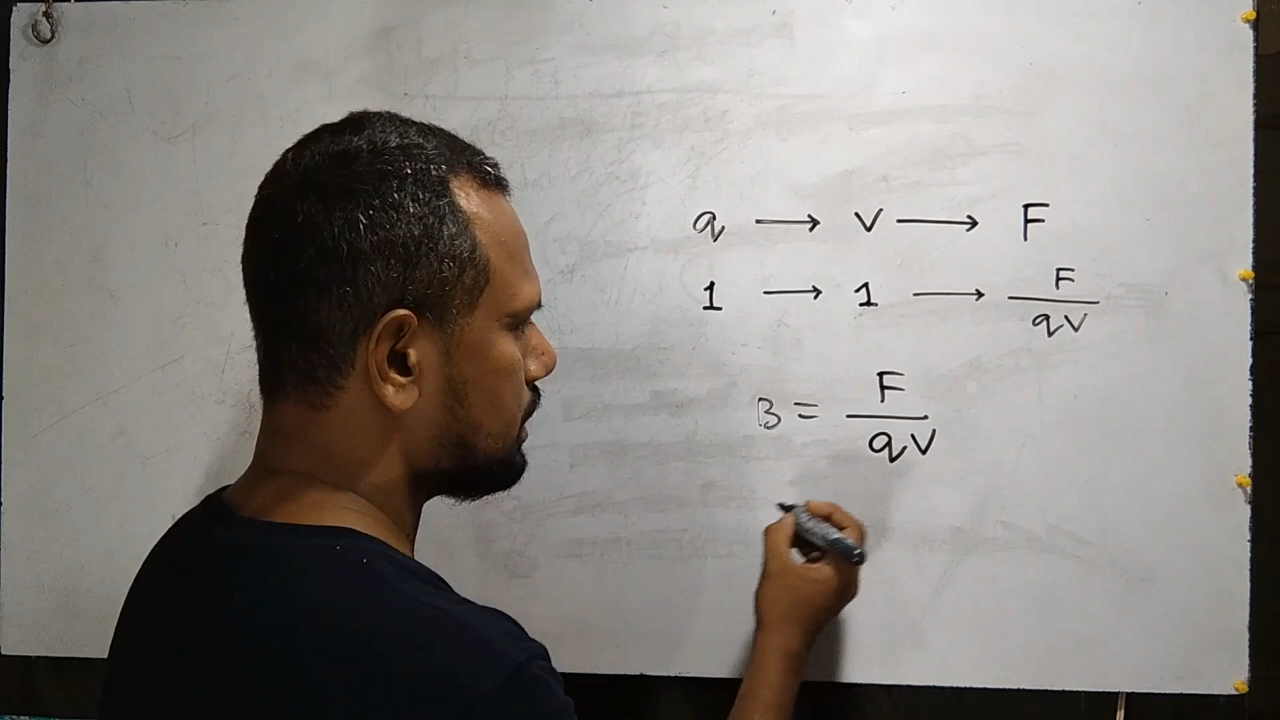 q → v → F
1 → 1 → F/qv
B = F/qv